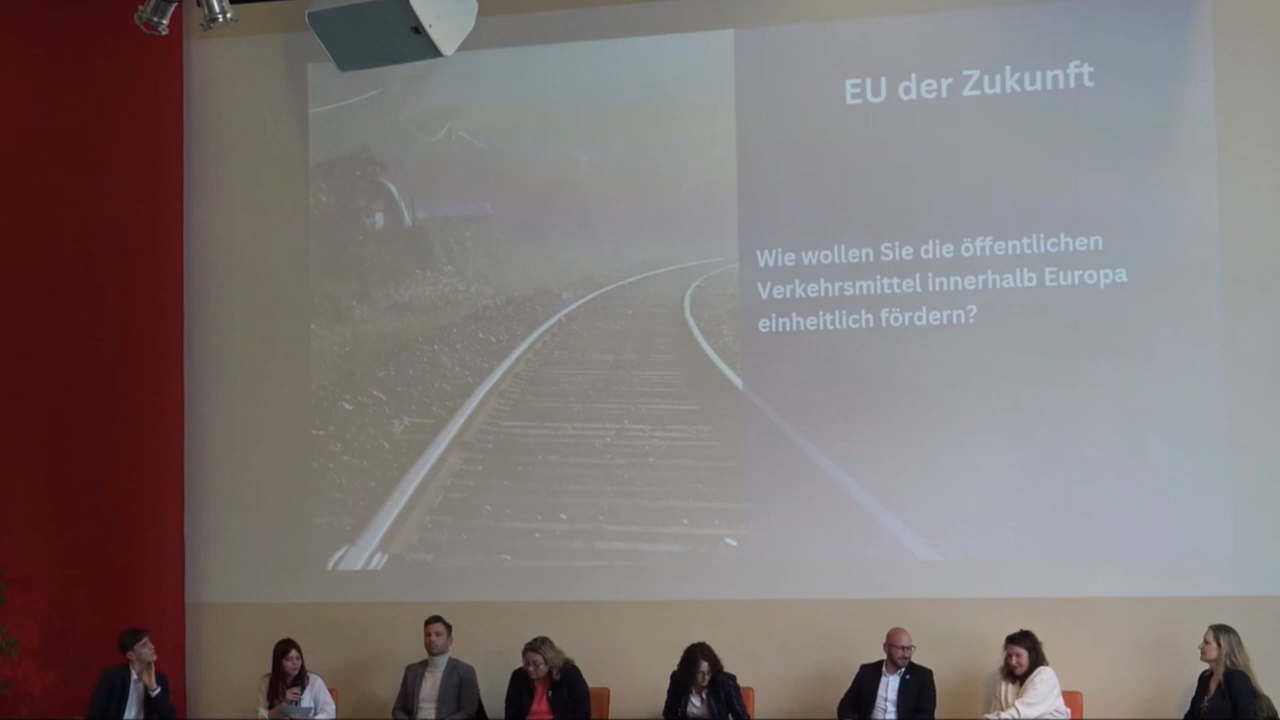 EU der Zukunft
Wie wollen Sie die öffentlichen
Verkehrsmittel innerhalb Europa
einheitlich fördern?